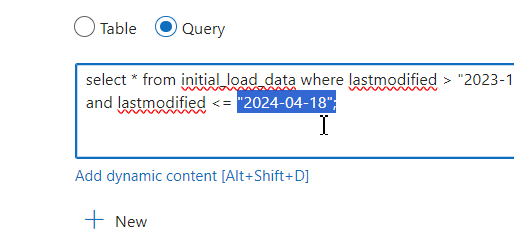 Table
Query
select * from initial_load_data where lastmodified > "2023-1
and lastmodified <= "2024-04-18";
Add dynamic content [Alt+Shift+D]
New